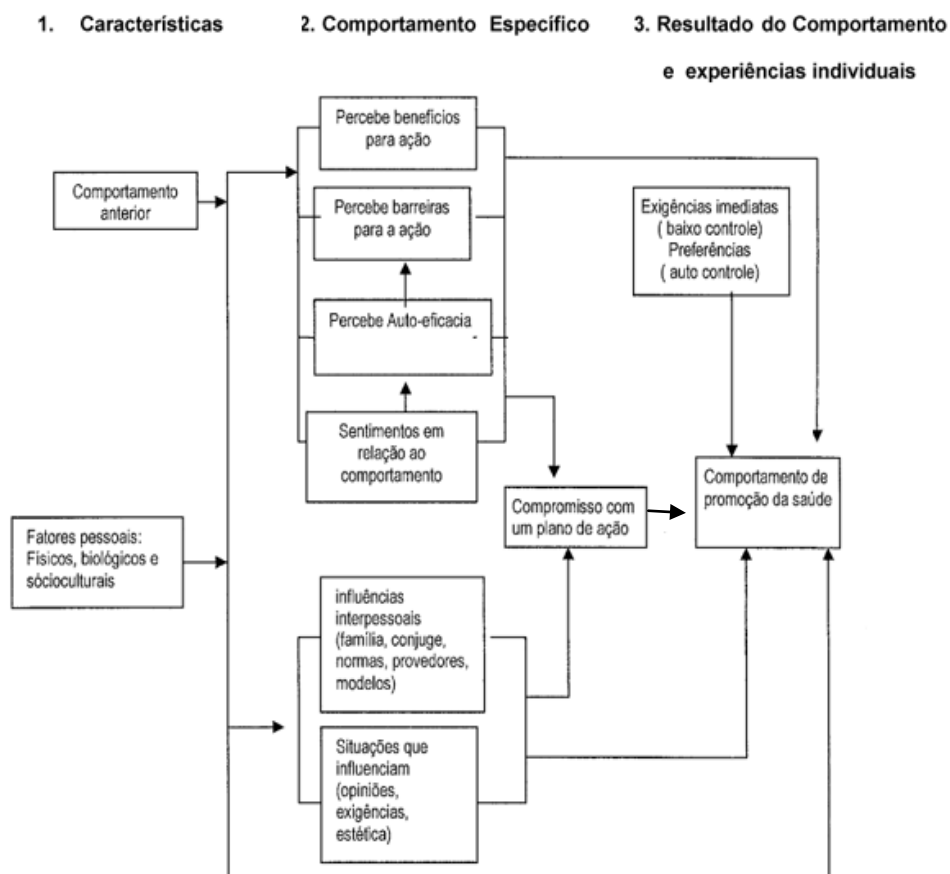 1. Características
2. Comportamento Específico
3. Resultado do Comportamento
e experiências individuais
Comportamento
anterior
Fatores pessoais:
Físicos, biológicos e
sócioculturais
Percebe benefícios
para ação
Percebe barreiras
para a ação
Percebe Auto-eficacia
Sentimentos em
relação ao
comportamento
influências
interpessoais
(família, conjuge,
normas, provedores,
modelos)
Situações que
influenciam
(opiniões,
exigências,
estética)
Compromisso com
um plano de ação
Exigências imediatas
( baixo controle)
Preferências
( auto controle)
Comportamento de
promoção da saúde